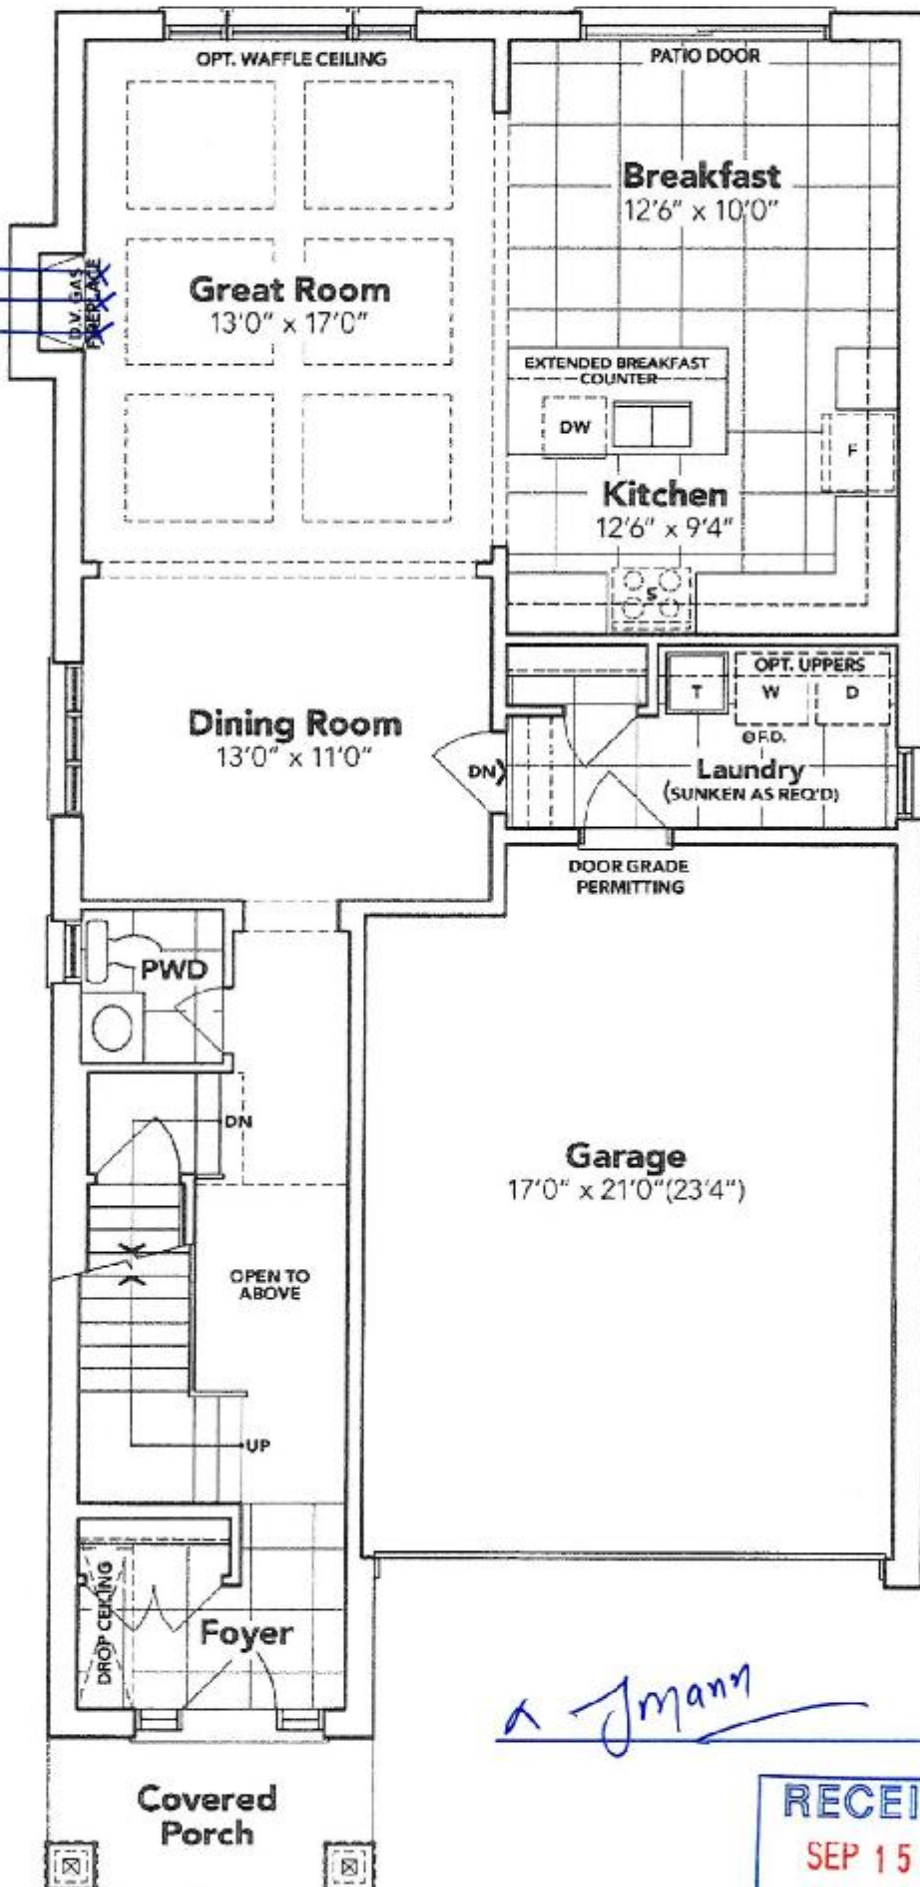 OPT. WAFFLE CEILING
PATIO DOOR
Breakfast
12'6" x 10'0"
D.V. GAS
FIREPLACE
Great Room
13'0" x 17'0"
EXTENDED BREAKFAST
COUNTER
DW
F
Kitchen
12'6" x 9'4"
S
OPT. UPPERS
T
W
D
Dining Room
13'0" x 11'0"
DN
F.D.
Laundry
(SUNKEN AS REQ'D)
DOOR GRADE
PERMITTING
PWD
DN
Garage
17'0" x 21'0"(23'4")
OPEN TO
ABOVE
UP
DROP CEILING
Foyer
x Jmann
Covered
Porch
RECEI
SEP 15